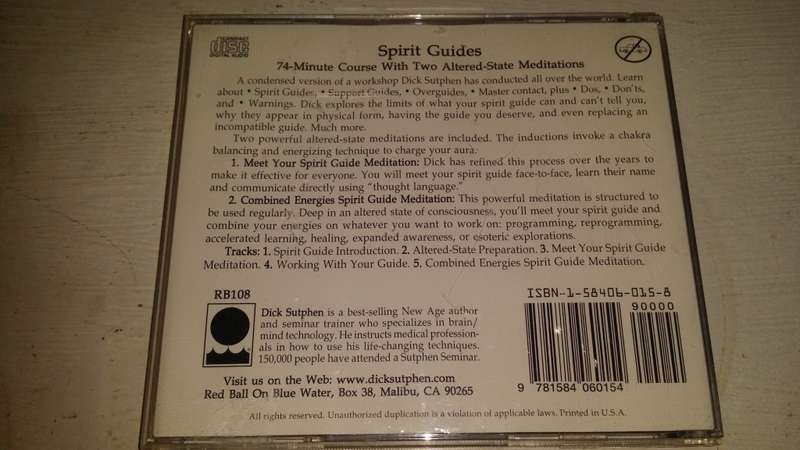 COMPACT
disc
DIGITAL AUDIO
Spirit Guides
74-Minute Course With Two Altered-State Meditations
A condensed version of a workshop Dick Sutphen has conducted all over the world. Learn
about • Spirit Guides, • Support Guides, • Overguides, • Master contact, plus • Dos, • Don'ts,
and • Warnings. Dick explores the limits of what your spirit guide can and can't tell you,
why they appear in physical form, having the guide you deserve, and even replacing an
incompatible guide. Much more.
Two powerful altered-state meditations are included. The inductions invoke a chakra
balancing and energizing technique to charge your aura.
1. Meet Your Spirit Guide Meditation: Dick has refined this process over the years to
make it effective for everyone. You will meet your spirit guide face-to-face, learn their name
and communicate directly using "thought language."
2. Combined Energies Spirit Guide Meditation: This powerful meditation is structured to
be used regularly. Deep in an altered state of consciousness, you'll meet your spirit guide and
combine your energies on whatever you want to work on: programming, reprogramming,
accelerated learning, healing, expanded awareness, or esoteric explorations.
Tracks: 1. Spirit Guide Introduction. 2. Altered-State Preparation. 3. Meet Your Spirit Guide
Meditation. 4. Working With Your Guide. 5. Combined Energies Spirit Guide Meditation.
RB108
Dick Sutphen is a best-selling New Age author
and seminar trainer who specializes in brain/
mind technology. He instructs medical profession-
als in how to use his life-changing techniques.
150,000 people have attended a Sutphen Seminar.
Visit us on the Web: www.dicksutphen.com
Red Ball On Blue Water, Box 38, Malibu, CA 90265
ISBN-1-58406-015-8
90000
9 781584 060154
All rights reserved. Unauthorized duplication is a violation of applicable laws. Printed in U.S.A.